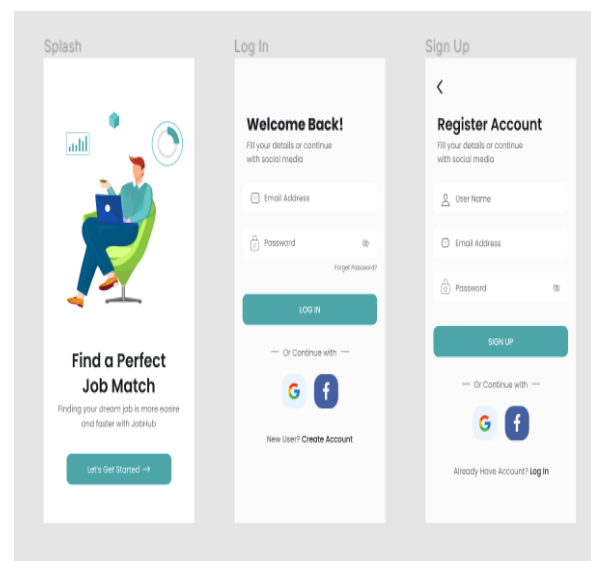 Splash
Find a Perfect
Job Match
Finding your dream job is more easire
and faster with JobHub
Let's Get Started →
Log In
Welcome Back!
Fill your details or continue
with social media
Email Address
Password
Forget Password?
LOG IN
Or Continue with
G f
New User? Create Account
Sign Up
Register Account
Fill your details or continue
with social media
User Name
Email Address
Password
SIGN UP
Or Continue with
G f
Already Have Account? Log In